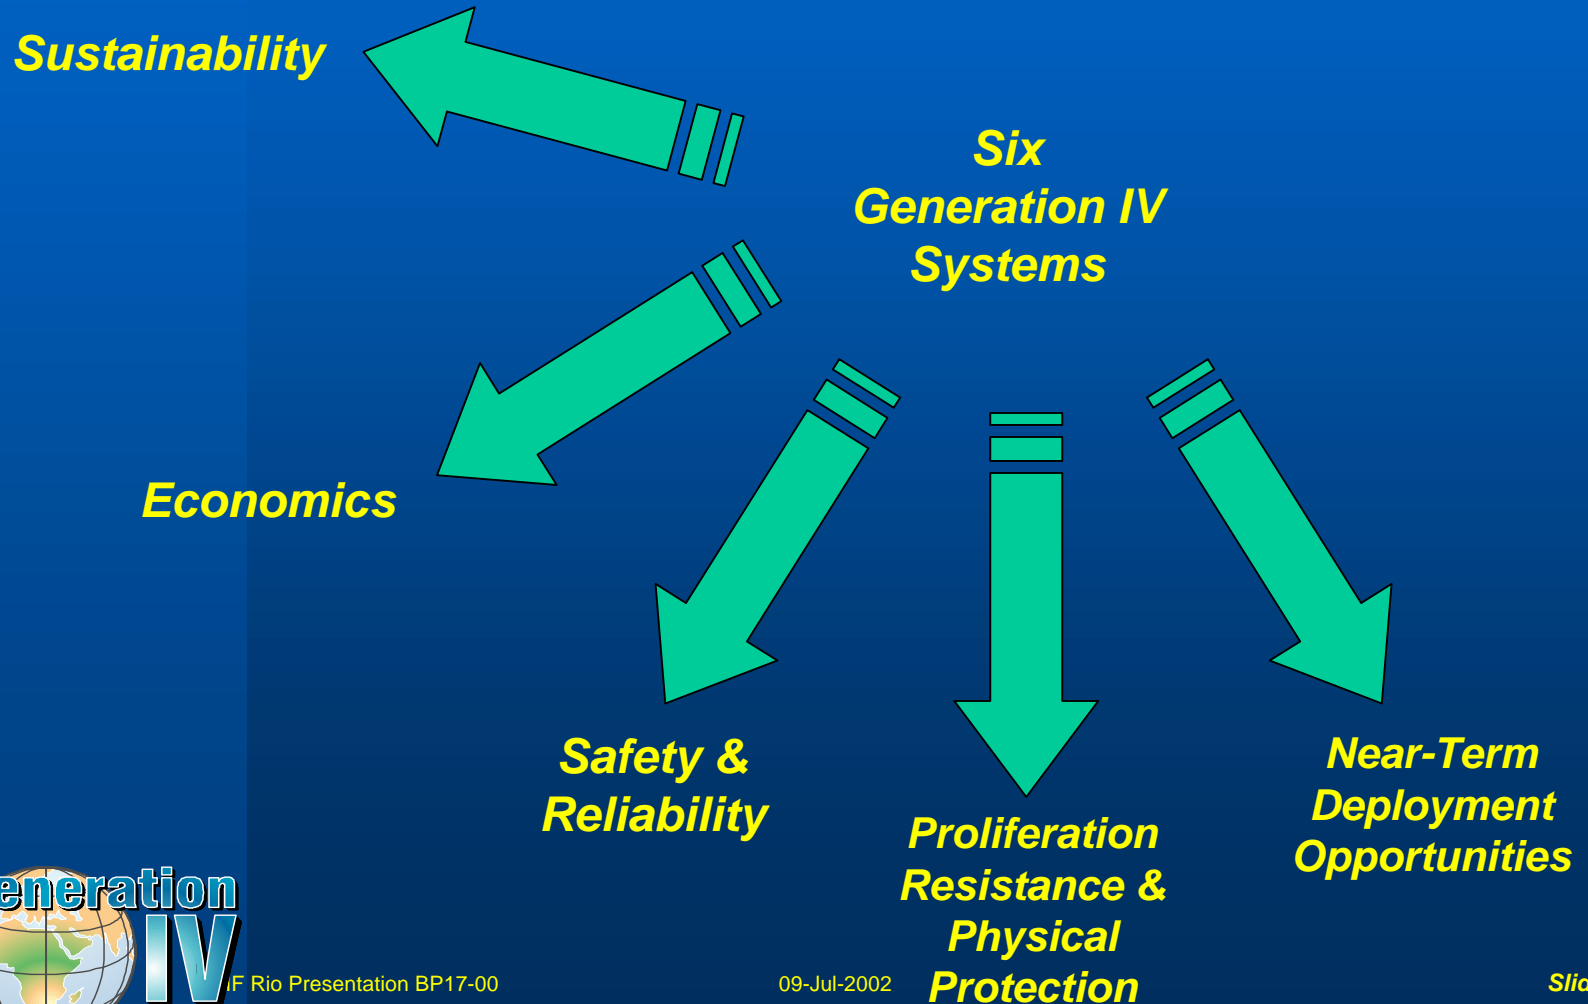 Sustainability
Six
Generation IV
Systems
Economics
Safety &
Reliability
Proliferation
Resistance &
Physical
Protection
Near-Term
Deployment
Opportunities
eneration
IV
F Rio Presentation BP17-00
09-Jul-2002
Slid